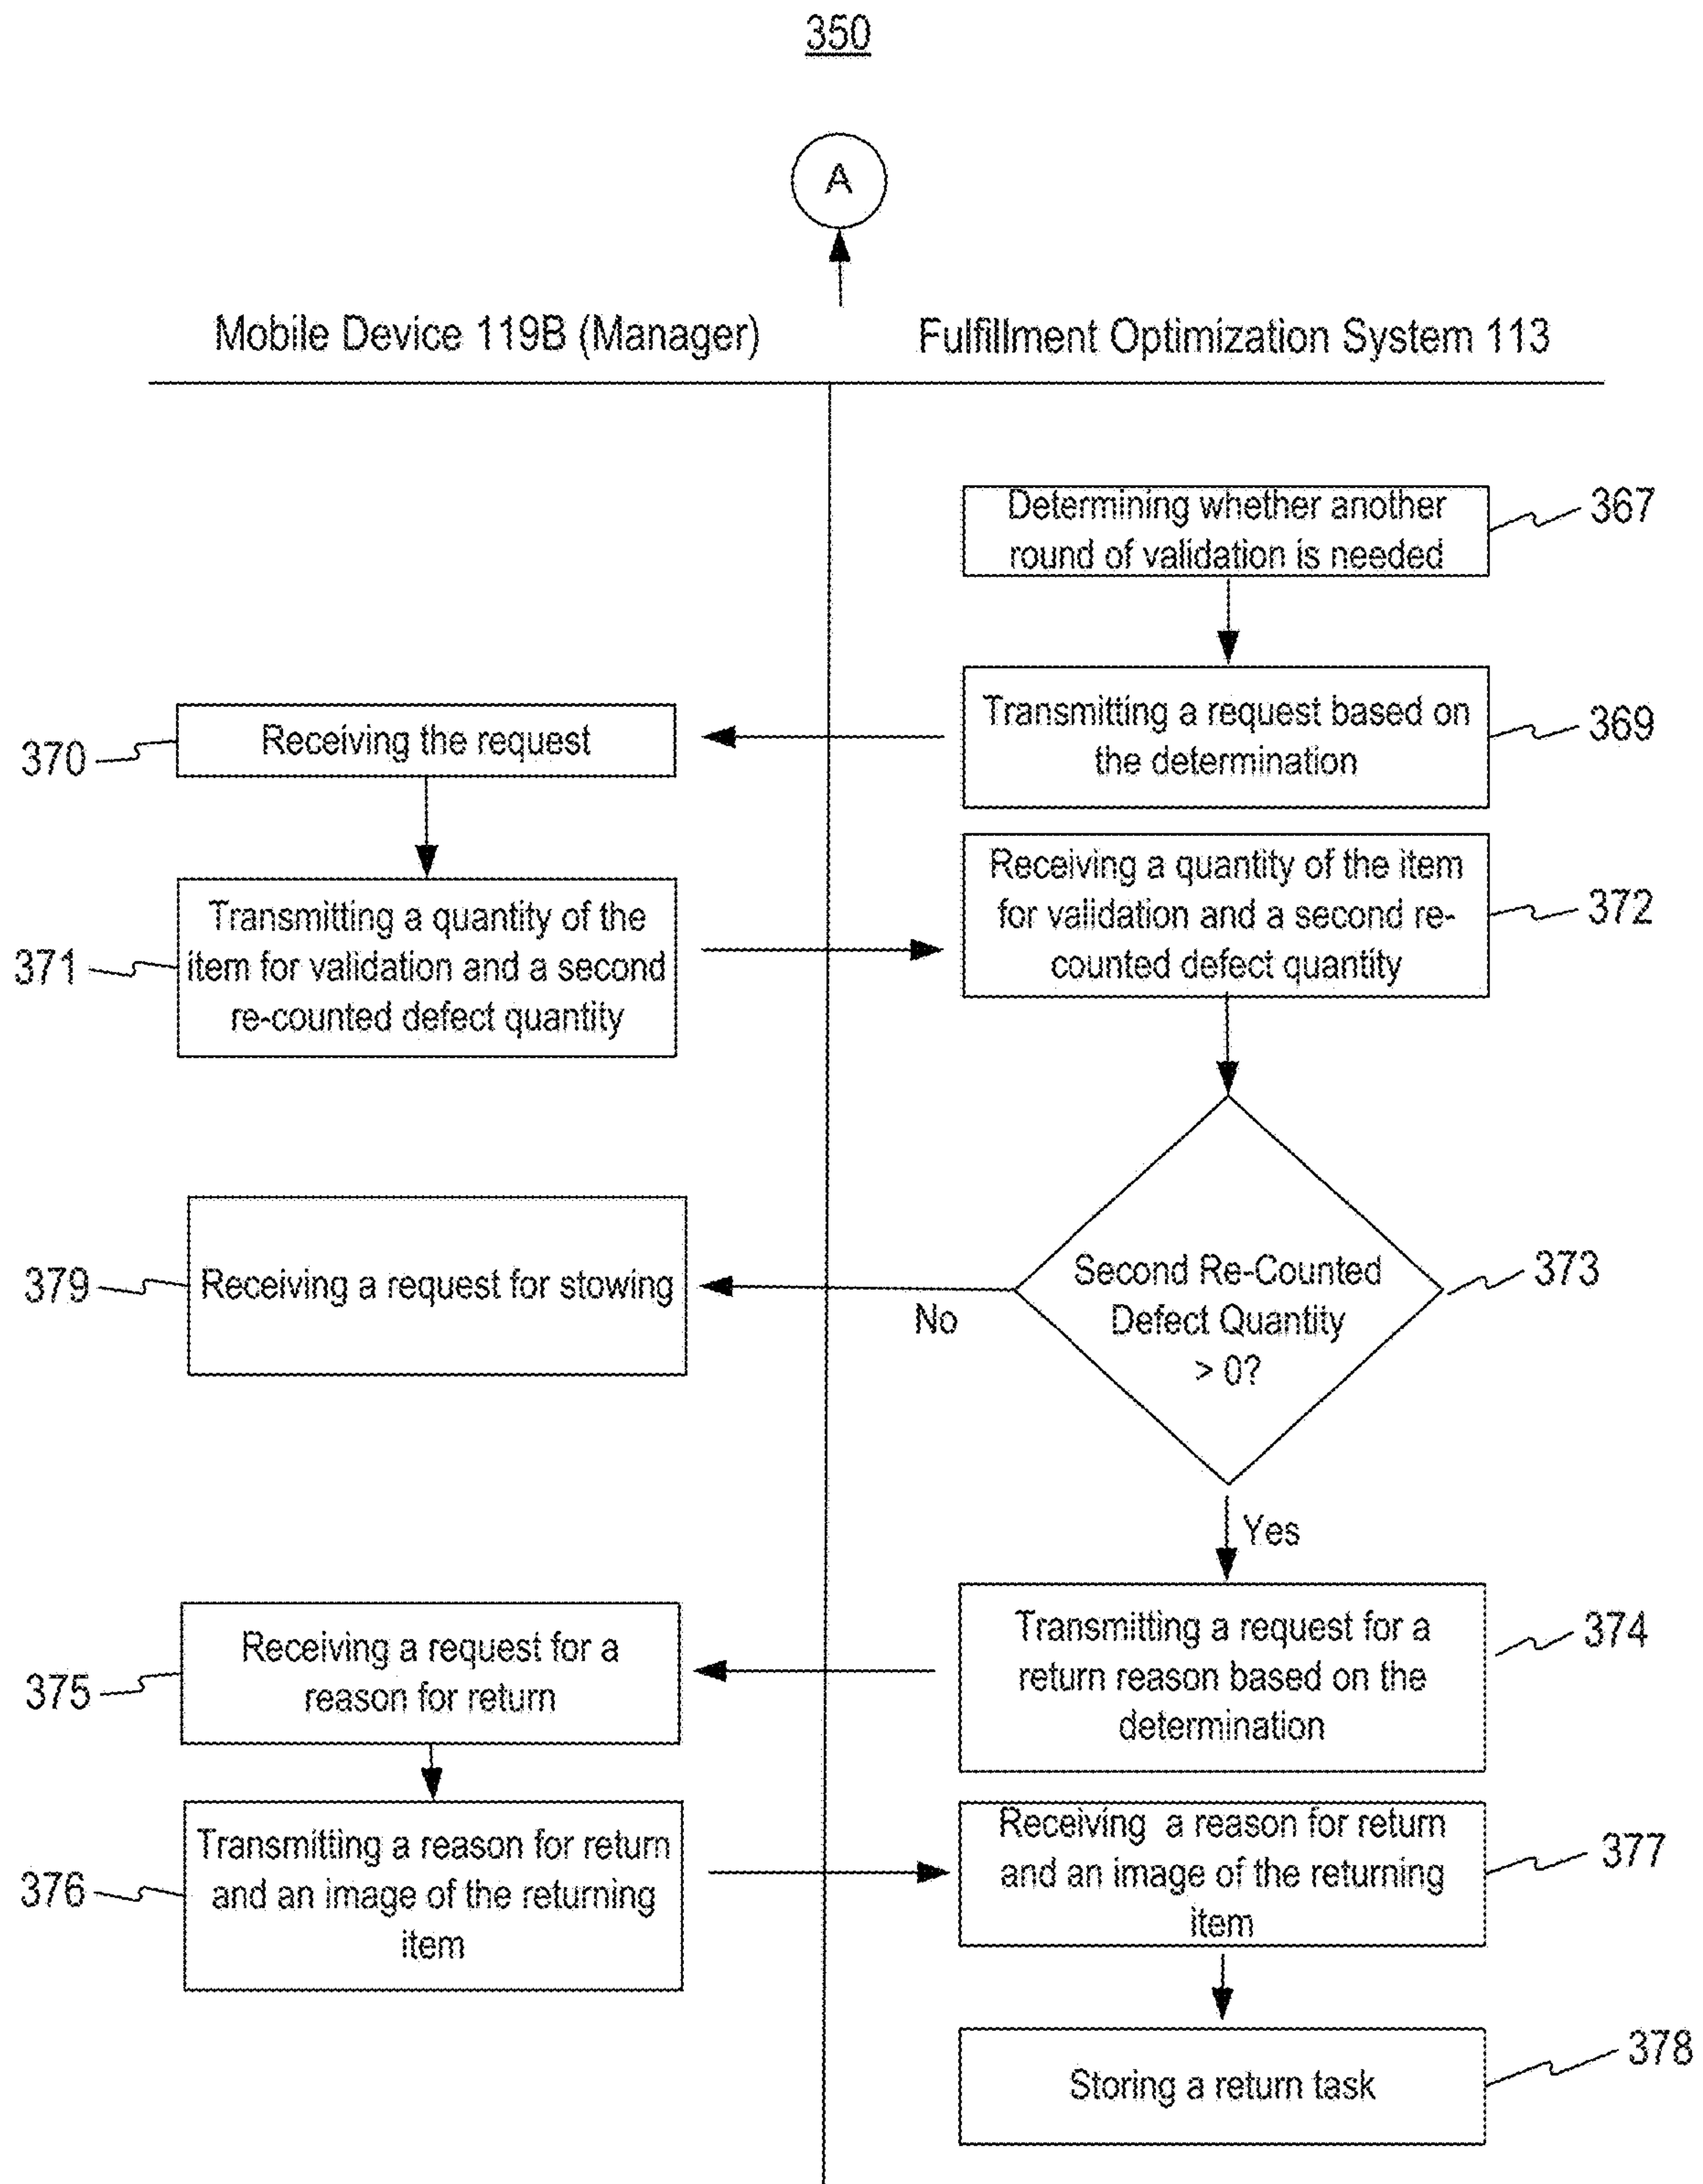 350
A
Mobile Device 119B (Manager)
Fulfillment Optimization System 113
Determining whether another
round of validation is needed
367
Transmitting a request based on
the determination
369
Receiving the request
370
Transmitting a quantity of the
item for validation and a second
re-counted defect quantity
371
Receiving a quantity of the item
for validation and a second re-
counted defect quantity
372
Second Re-Counted
Defect Quantity
> 0?
373
No
Receiving a request for stowing
379
Yes
Transmitting a request for a
return reason based on the
determination
374
Receiving a request for a
reason for return
375
Transmitting a reason for return
and an image of the returning
item
376
Receiving a reason for return
and an image of the returning
item
377
Storing a return task
378